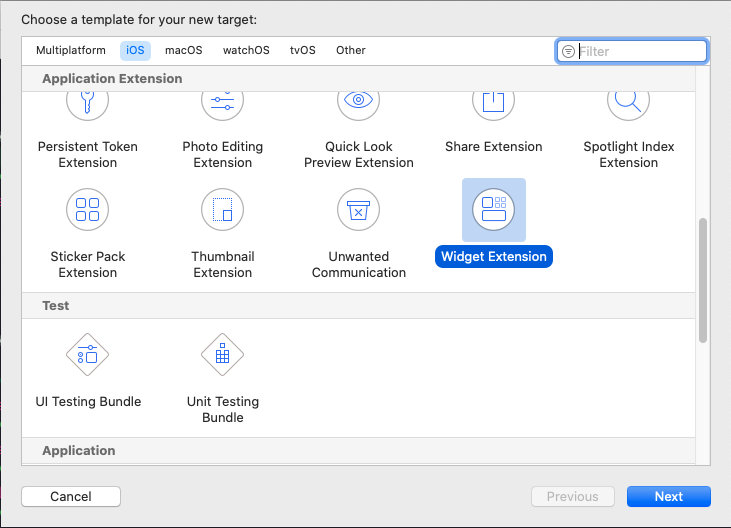 Choose a template for your new target:
Multiplatform iOS macOS watchOS tvOS Other Filter
Application Extension
Persistent Token Extension
Photo Editing Extension
Quick Look Preview Extension
Share Extension
Spotlight Index Extension
Sticker Pack Extension
Thumbnail Extension
Unwanted Communication
Widget Extension
Test
UI Testing Bundle
Unit Testing Bundle
Application
Cancel Previous Next